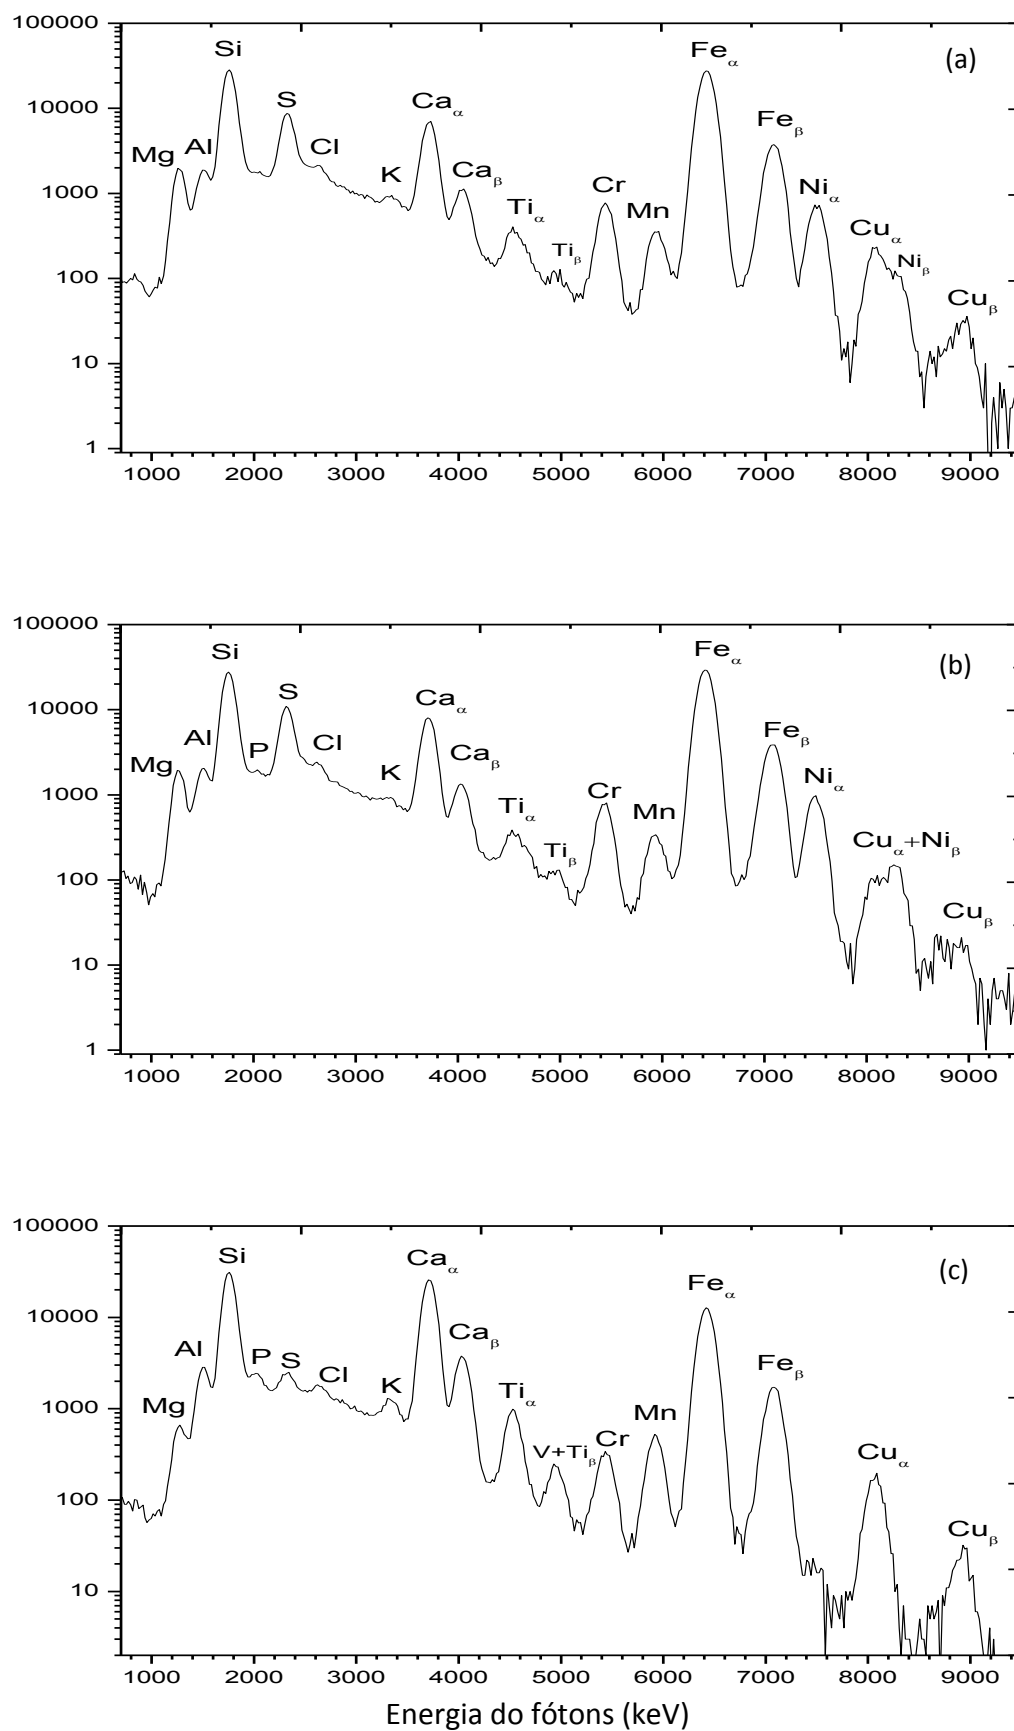 100000
10000
1000
100
10
1
(a)
Mg Al Si S Cl K Caα Caβ Tiα Tiβ Cr Mn Feα Feβ Niα Cuα Niβ Cuβ
1000 2000 3000 4000 5000 6000 7000 8000 9000
100000
10000
1000
100
10
1
(b)
Mg Al Si P S Cl K Caα Caβ Tiα Tiβ Cr Mn Feα Feβ Niα Cuα+Niβ Cuβ
1000 2000 3000 4000 5000 6000 7000 8000 9000
100000
10000
1000
100
10
(c)
Mg Al Si P S Cl K Caα Caβ Tiα V+Tiβ Cr Mn Feα Feβ Cuα Cuβ
1000 2000 3000 4000 5000 6000 7000 8000 9000
Energia do fótons (keV)